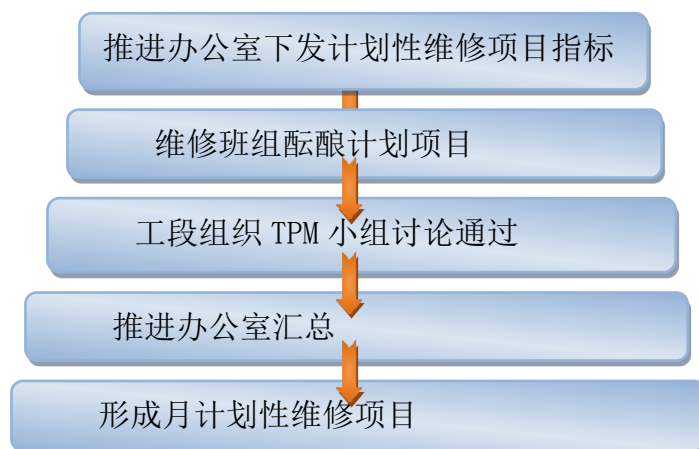 推进办公室下发计划性维修项目指标
维修班组酝酿计划项目
工段组织 TPM 小组讨论通过
推进办公室汇总
形成月计划性维修项目